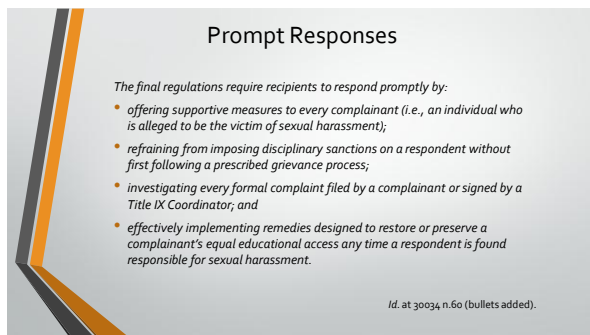 Prompt Responses
The final regulations require recipients to respond promptly by:
• offering supportive measures to every complainant (i.e., an individual who
is alleged to be the victim of sexual harassment);
• refraining from imposing disciplinary sanctions on a respondent without
first following a prescribed grievance process;
• investigating every formal complaint filed by a complainant or signed by a
Title IX Coordinator; and
• effectively implementing remedies designed to restore or preserve a
complainant’s equal educational access any time a respondent is found
responsible for sexual harassment.
Id. at 30034 n.60 (bullets added).